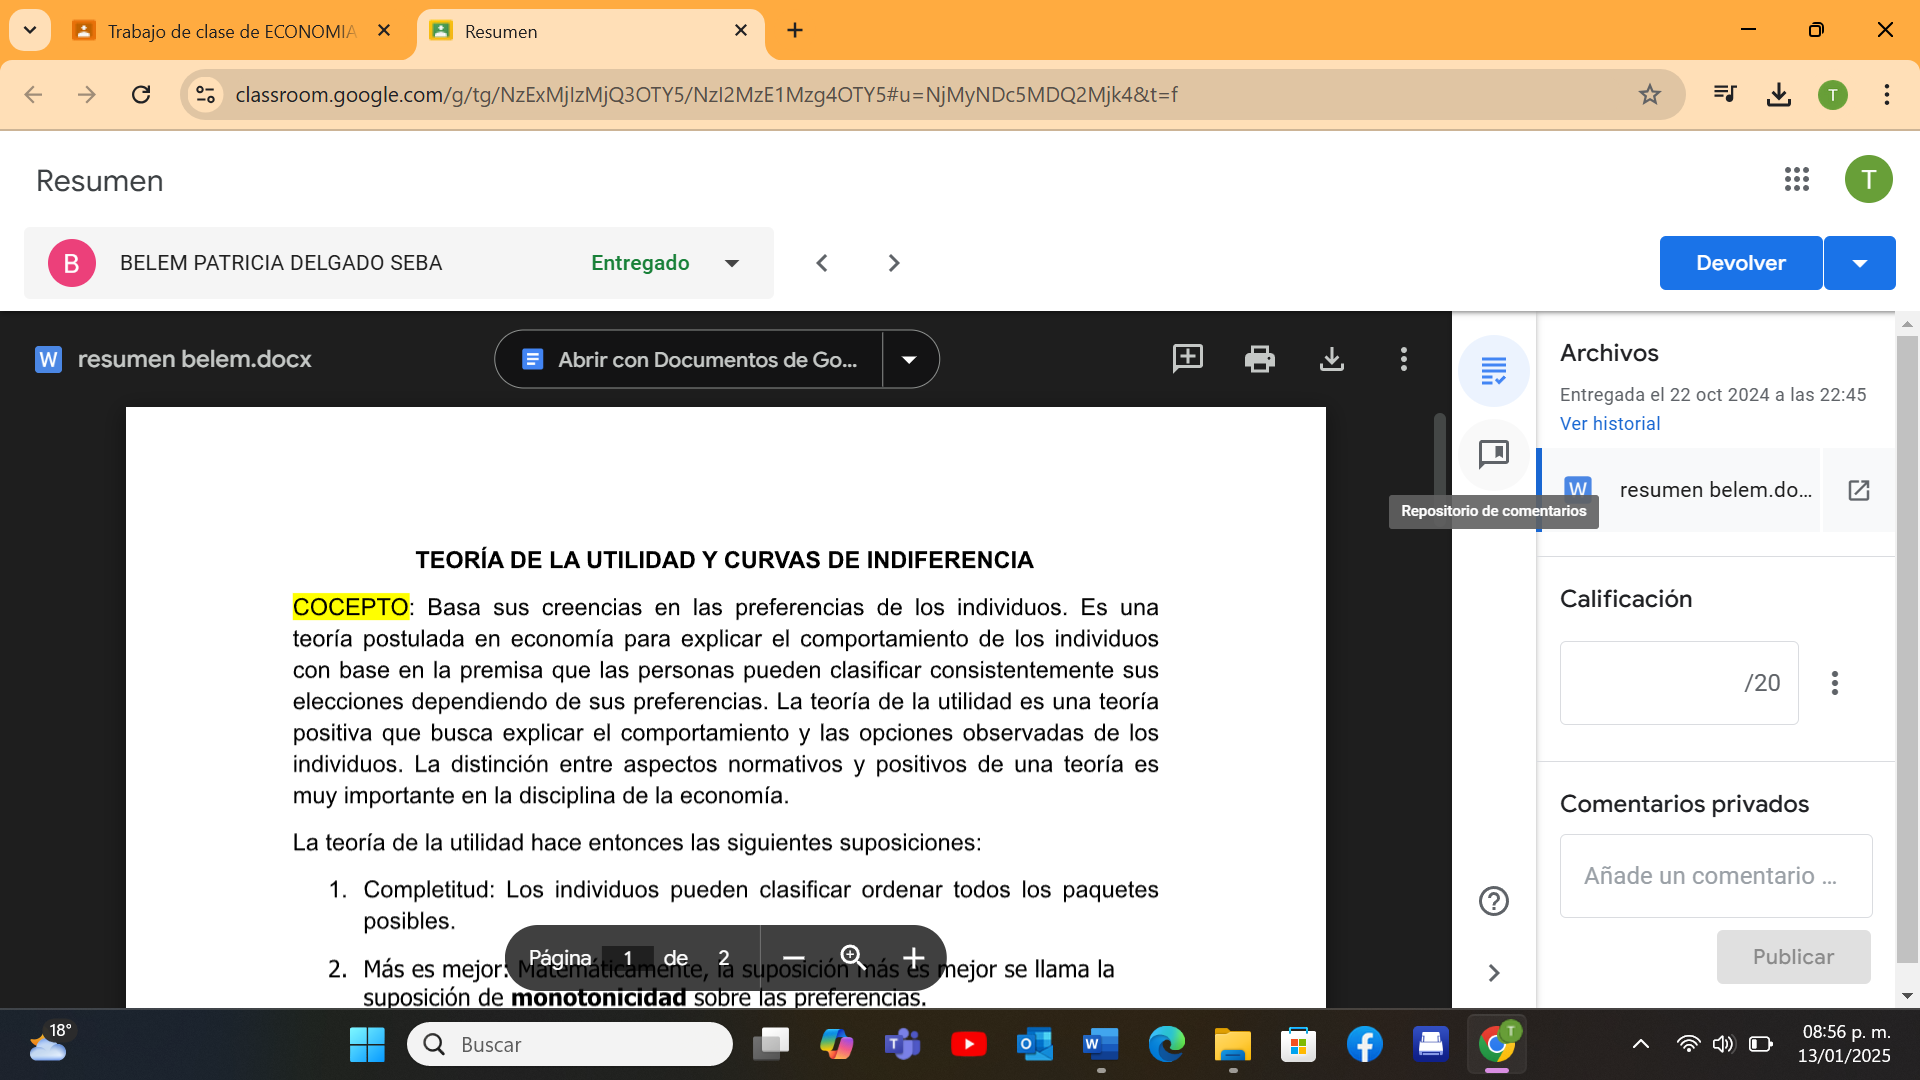 Trabajo de clase de ECONOMIA
Resumen
classroom.google.com/g/tg/NzExMjIzMjQ3OTY5/NzI2MzE1Mzg4OTY5#u=NjMyNDc5MDQ2Mjk4&t=f
T
Resumen
T
B
BELEM PATRICIA DELGADO SEBA
Entregado
Devolver
W
resumen belem.docx
Abrir con Documentos de Go...
Archivos
Entregada el 22 oct 2024 a las 22:45
Ver historial
W
resumen belem.do...
Repositorio de comentarios
TEORÍA DE LA UTILIDAD Y CURVAS DE INDIFERENCIA
COCEPTO: Basa sus creencias en las preferencias de los individuos. Es una
teoría postulada en economía para explicar el comportamiento de los individuos
con base en la premisa que las personas pueden clasificar consistentemente sus
elecciones dependiendo de sus preferencias. La teoría de la utilidad es una teoría
positiva que busca explicar el comportamiento y las opciones observadas de los
individuos. La distinción entre aspectos normativos y positivos de una teoría es
muy importante en la disciplina de la economía.
La teoría de la utilidad hace entonces las siguientes suposiciones:
1. Completitud: Los individuos pueden clasificar ordenar todos los paquetes
posibles.
2. Más es mejor: Matemáticamente, la suposición más es mejor se llama la
suposición de monotonicidad sobre las preferencias.
Página 1 de 2
Calificación
/20
Comentarios privados
Añade un comentario ...
Publicar
18°
Buscar
T
08:56 p. m.
13/01/2025